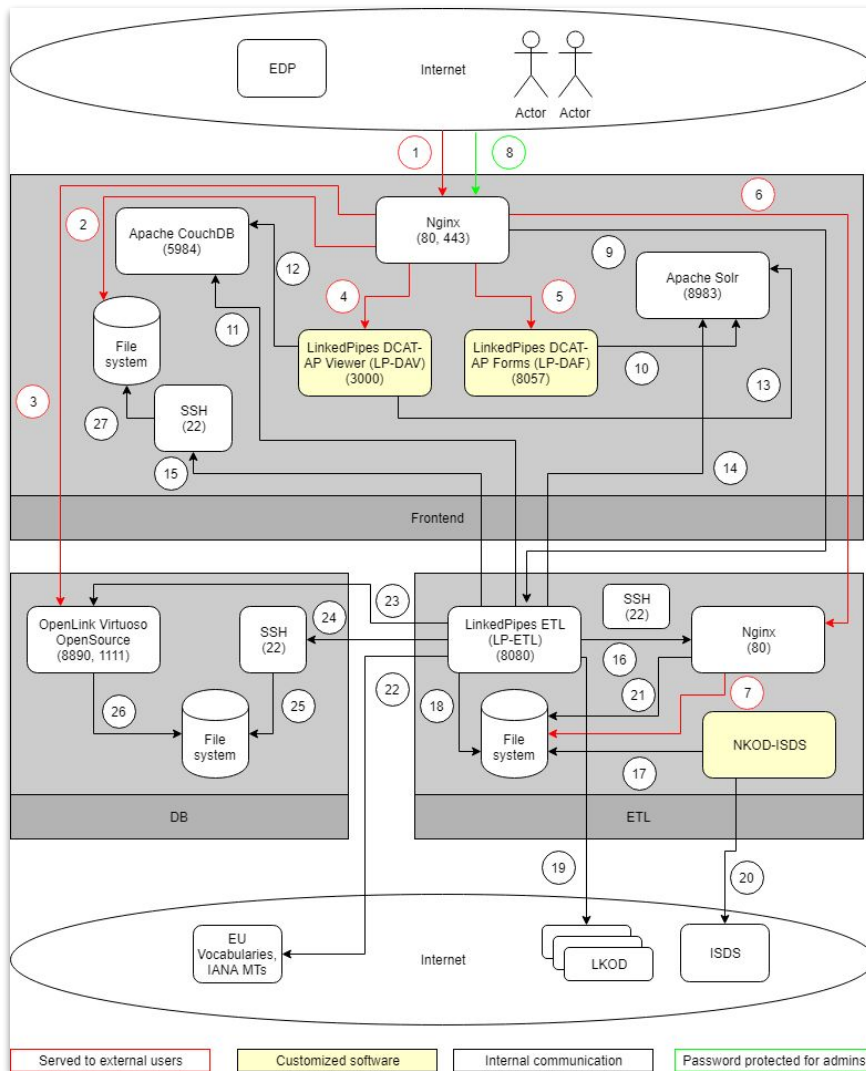 EDP
Internet
Actor
Actor
1
8
2
6
Nginx
(80, 443)
Apache CouchDB
(5984)
12
9
Apache Solr
(8983)
4
5
11
File
system
LinkedPipes DCAT-
AP Viewer (LP-DAV)
(3000)
LinkedPipes DCAT-
AP Forms (LP-DAF)
(8057)
10
13
3
27
SSH
(22)
15
14
Frontend
23
24
OpenLink Virtuoso
OpenSource
(8890, 1111)
SSH
(22)
LinkedPipes ETL
(LP-ETL)
(8080)
SSH
(22)
Nginx
(80)
16
22
18
21
7
26
25
File
system
File
system
NKOD-ISDS
17
DB
ETL
19
20
EU
Vocabularies,
IANA MTs
Internet
LKOD
ISDS
Served to external users
Customized software
Internal communication
Password protected for admins